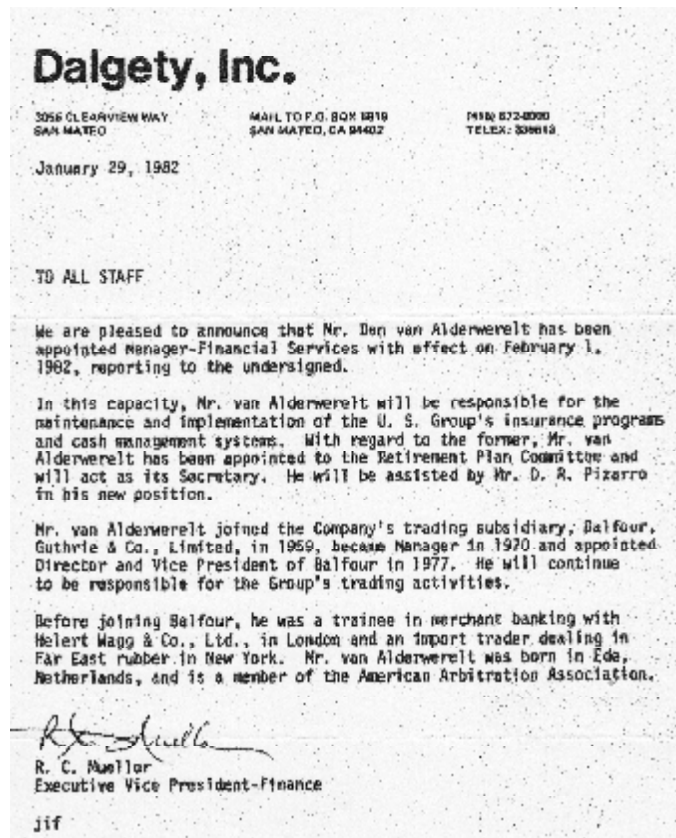 Dalgety, Inc.
3055 CLEARVIEW WAY MAIL TO P.O. BOX TELEX:
SAN MATEO SAN MATEO, CA 94402
January 29, 1982
TO ALL STAFF
We are pleased to announce that Mr. Den van Alderwerelt has been
appointed Manager-Financial Services with effect on February 1,
1982, reporting to the undersigned.
In this capacity, Mr. van Alderwerelt will be responsible for the
maintenance and implementation of the U. S. Group's insurance programs
and cash management systems. With regard to the former, Mr. van
Alderwerelt has been appointed to the Retirement Plan Committee and
will act as its Secretary. He will be assisted by Mr. D. R. Pizarro
in his new position.
Mr. van Alderwerelt joined the Company's trading subsidiary, Balfour,
Guthrie & Co., Limited, in 1959, became Manager in 1970 and appointed
Director and Vice President of Balfour in 1977. He will continue
to be responsible for the Group's trading activities.
Before joining Balfour, he was a trainee in merchant banking with
Helert Wagg & Co., Ltd., in London and an import trader dealing in
Far East rubber in New York. Mr. van Alderwerelt was born in Ede,
Netherlands, and is a member of the American Arbitration Association.
R. C. Mueller
Executive Vice President-Finance
jif